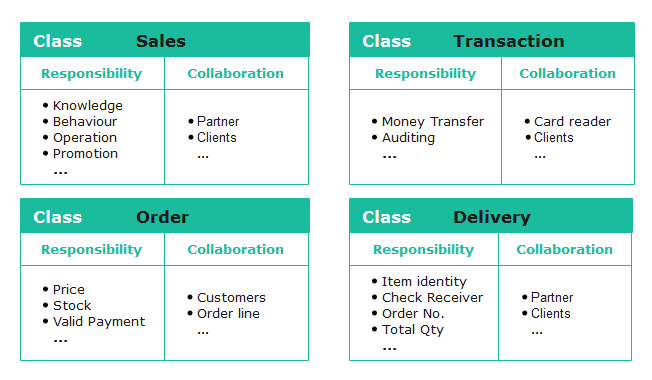 Class Sales
Responsibility Collaboration
• Knowledge
• Behaviour
• Operation
• Promotion
...
• Partner
• Clients
...
Class Transaction
Responsibility Collaboration
• Money Transfer
• Auditing
...
• Card reader
• Clients
...
Class Order
Responsibility Collaboration
• Price
• Stock
• Valid Payment
...
• Customers
• Order line
...
Class Delivery
Responsibility Collaboration
• Item identity
• Check Receiver
• Order No.
• Total Qty
...
• Partner
• Clients
...